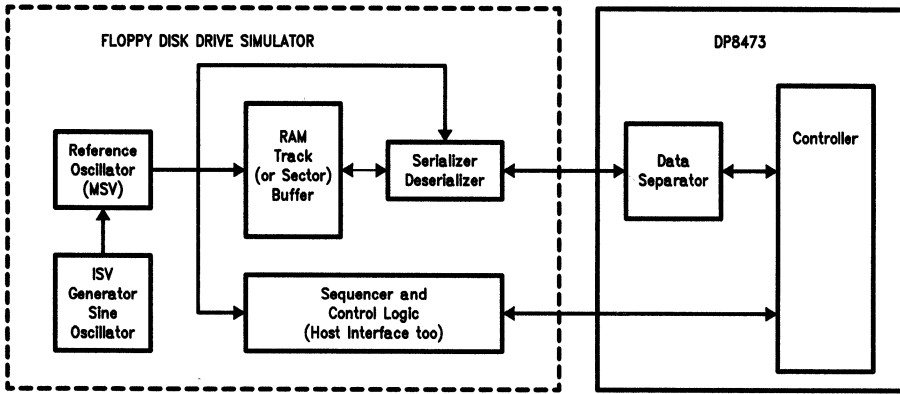 FLOPPY DISK DRIVE SIMULATOR
DP8473
Reference
Oscillator
(MSV)
RAM
Track
(or Sector)
Buffer
Serializer
Deserializer
Data
Separator
Controller
ISV
Generator
Sine
Oscillator
Sequencer and
Control Logic
(Host Interface too)